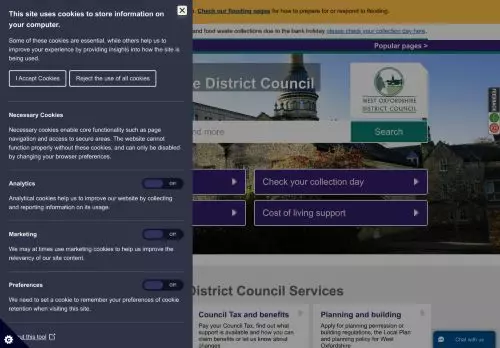 This site uses cookies to store information on
your computer.
Some of these cookies are essential, while others help us to
improve your experience by providing insights into how the site is
being used.
I Accept Cookies
Reject the use of all cookies
Necessary Cookies
Necessary cookies enable core functionality such as page
navigation and access to secure areas. The website cannot
function properly without these cookies, and can only be disabled
by changing your browser preferences.
Analytics
Off
Analytical cookies help us to improve our website by collecting
and reporting information on its usage.
Marketing
Off
We may at times use marketing cookies to help us improve the
relevancy of our site content.
Preferences
Off
We need to set a cookie to remember your preferences of cookie
retention when visiting this site.
this tool
Check our flooding pages for how to prepare for or respond to flooding.
and food waste collections due to the bank holiday please check your collection day here.
Popular pages >
District Council
WEST OXFORDSHIRE
DISTRICT COUNCIL
nd more
Search
FEEDBACK
Check your collection day
Cost of living support
District Council Services
Council Tax and benefits
Pay your Council Tax, find out what
support is available and how you can
claim benefits or let us know about
changes
Planning and building
Apply for planning permission or
building regulations, the Local Plan
and planning policy for West
Oxfordshire
Chat with us